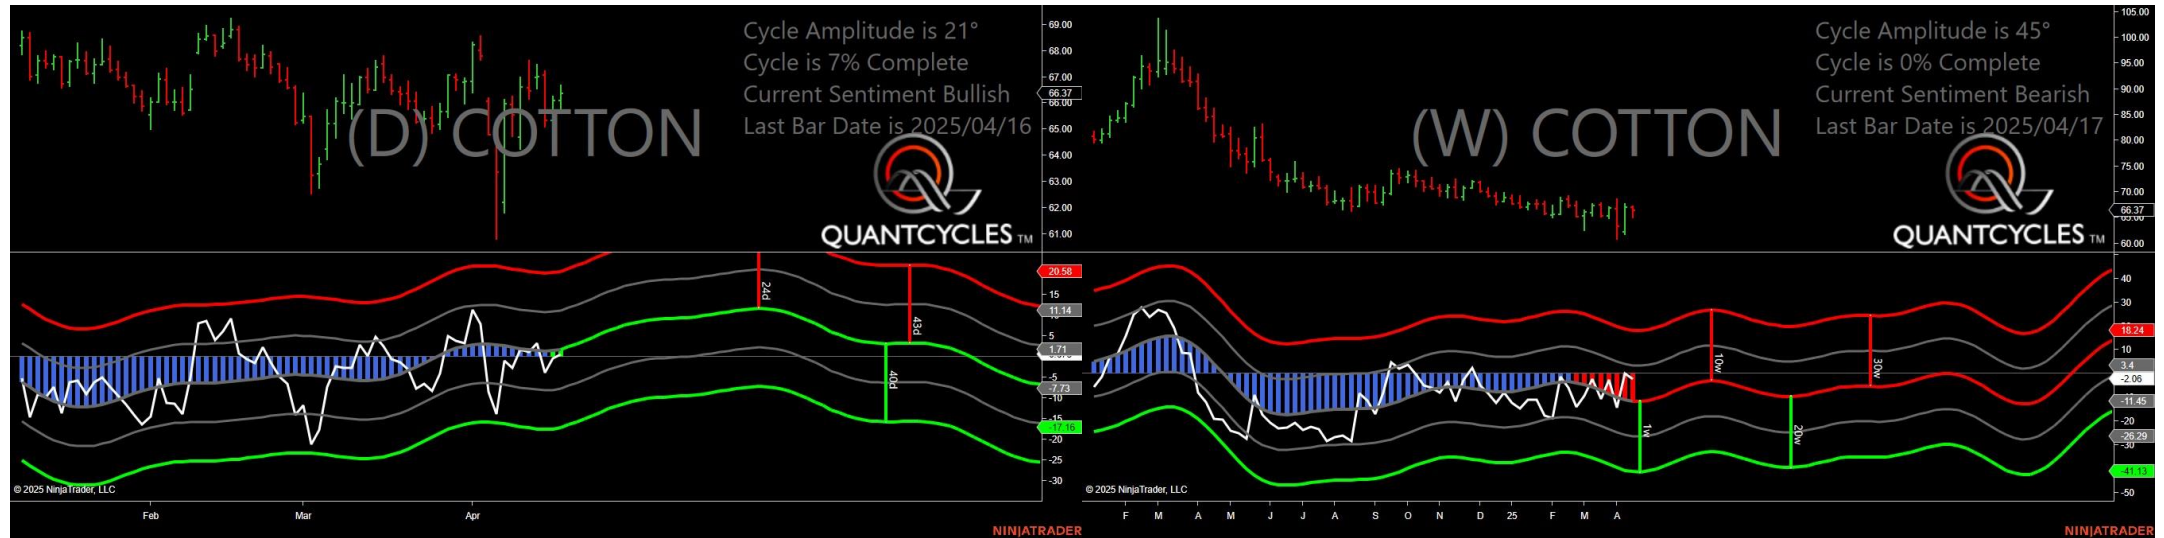 Cycle Amplitude is 21°
Cycle is 7% Complete
Current Sentiment Bullish
Last Bar Date is 2025/04/16
(D) COTTON
QUANTCYCLES TM
69.00
68.00
67.00
66.37
66.00
65.00
64.00
63.00
62.00
61.00
20.58
15
11.14
5
1.71
-5
-7.73
-10
-15
-17.16
-20
-25
-30
24d
43d
40d
© 2025 NinjaTrader, LLC
Feb Mar Apr
NINJATRADER
Cycle Amplitude is 45°
Cycle is 0% Complete
Current Sentiment Bearish
Last Bar Date is 2025/04/17
(W) COTTON
QUANTCYCLES TM
105.00
100.00
95.00
90.00
85.00
80.00
75.00
70.00
66.37
60.00
40
30
18.24
10
3.4
-2.06
-11.45
-20
-26.29
-30
-41.13
-50
1w
10w
20w
30w
© 2025 NinjaTrader, LLC
F M A M J J A S O N D 25 F M A
NINJATRADER